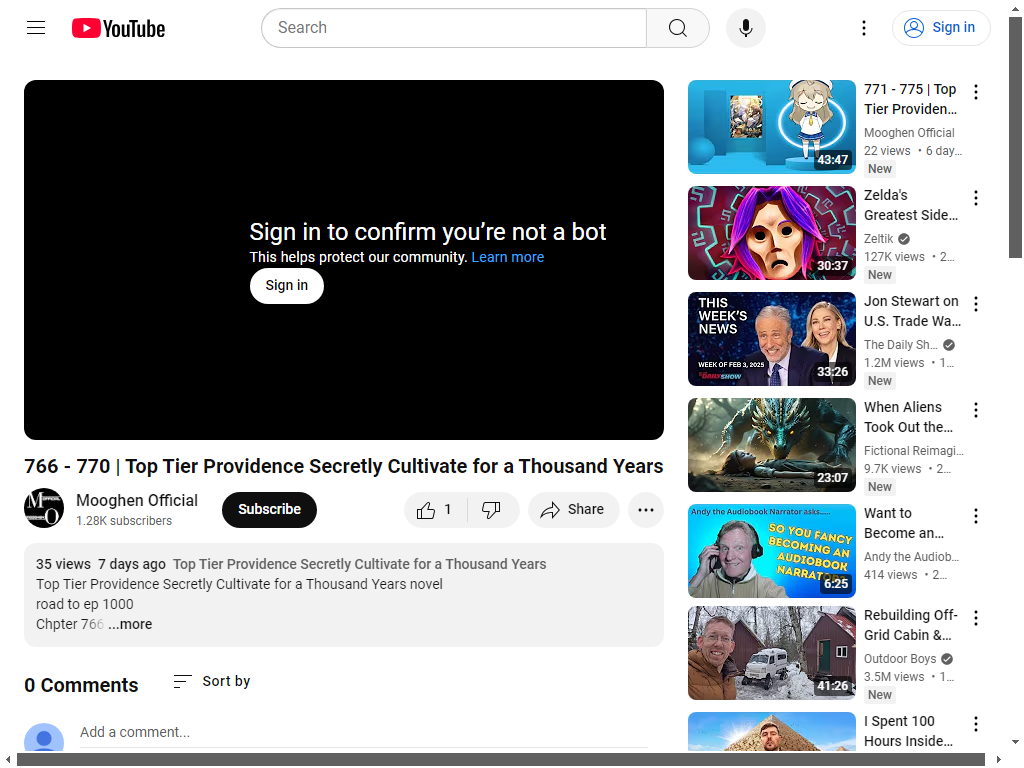 YouTube
Search
Sign in
Sign in to confirm you’re not a bot
This helps protect our community. Learn more
Sign in
766 - 770 | Top Tier Providence Secretly Cultivate for a Thousand Years
Mooghen Official
1.28K subscribers
Subscribe
1
Share
35 views 7 days ago Top Tier Providence Secretly Cultivate for a Thousand Years
Top Tier Providence Secretly Cultivate for a Thousand Years novel
road to ep 1000
Chpter 766 ...more
0 Comments
Sort by
Add a comment...
43:47
771 - 775 | Top
Tier Providen...
Mooghen Official
22 views • 6 day...
New
30:37
Zelda's
Greatest Side...
Zeltik
127K views • 2...
New
THIS
WEEK'S
NEWS
WEEK OF FEB 3, 2025
33:26
Jon Stewart on
U.S. Trade Wa...
The Daily Sh...
1.2M views • 1...
New
23:07
When Aliens
Took Out the...
Fictional Reimagi...
9.7K views • 2...
New
Andy the Audiobook Narrator asks.....
SO YOU FANCY
BECOMING AN
AUDIOBOOK
NARRATOR
6:25
Want to
Become an...
Andy the Audiob...
414 views • 2...
41:26
Rebuilding Off-
Grid Cabin &...
Outdoor Boys
3.5M views • 1...
New
I Spent 100
Hours Inside...